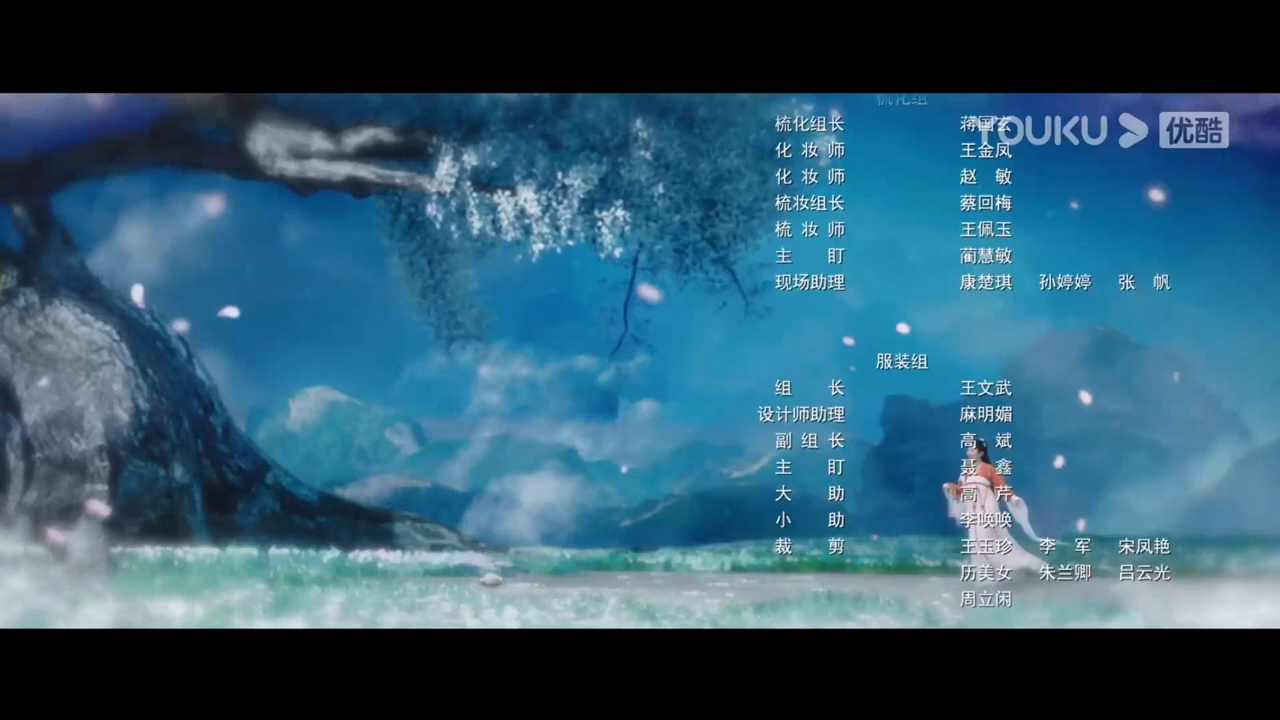 梳化组
YOUKU 优酷
梳化组长 蒋国玄
化妆师 王金凤
化妆师 赵 敏
梳妆组长 蔡回梅
梳妆师 王佩玉
主 盯 蔺慧敏
现场助理 康楚琪 孙婷婷 张 帆
服装组
组 长 王文武
设计师助理 麻明媚
副组长 高 斌
主 盯 聂 鑫
大 助 高 芹
小 助 李唤唤
裁 剪 王玉珍 李 军 宋凤艳
历美女 朱兰卿 吕云光
周立闲